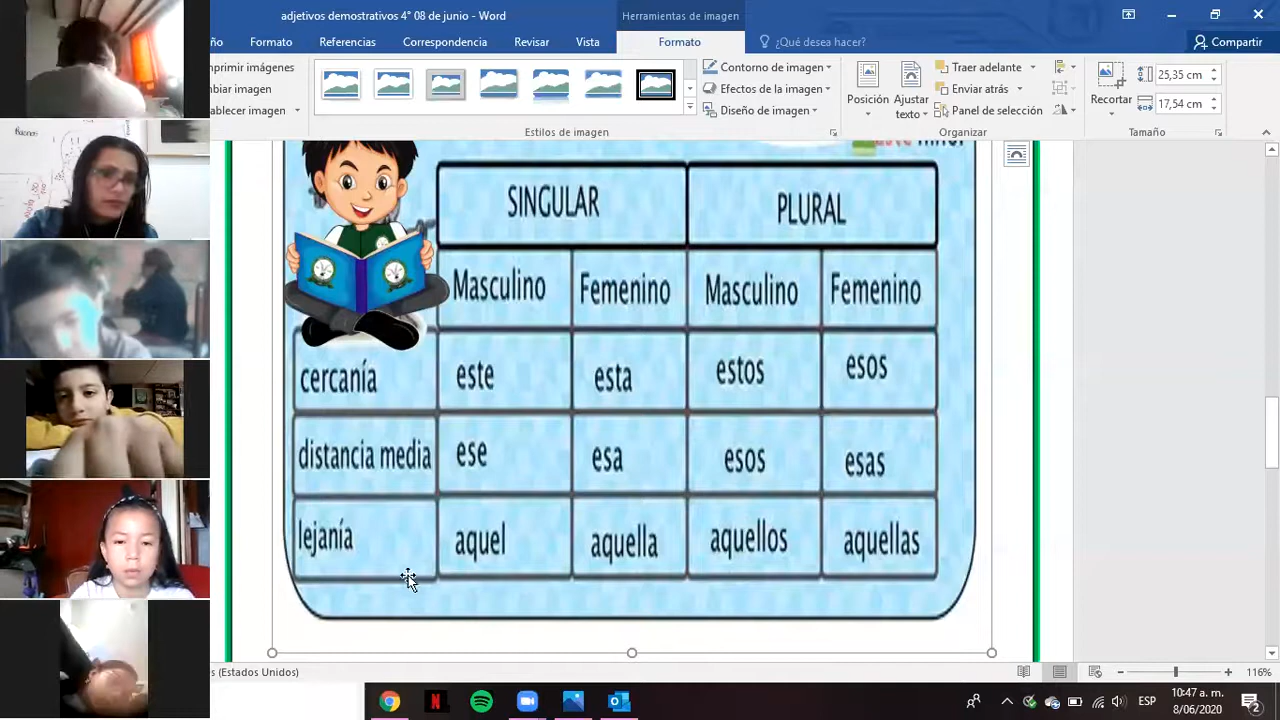 adjetivos demostrativos 4° 08 de junio - Word
Herramientas de imagen
ño Formato Referencias Correspondencia Revisar Vista Formato ¿Qué desea hacer? Compartir
mprimir imágenes
biar imagen
ablecer imagen
Contorno de imagen
Efectos de la imagen
Diseño de imagen
Posición
Ajustar
texto
Traer adelante
Enviar atrás
Panel de selección
Recortar
25,35 cm
17,54 cm
Estilos de imagen
Organizar
Tamaño
SINGULAR PLURAL
Masculino Femenino Masculino Femenino
cercanía este esta estos esos
distancia media ese esa esos esas
lejanía aquel aquella aquellos aquellas
s (Estados Unidos)
116%
ESP
10:47 a. m.
8/06/2020
2